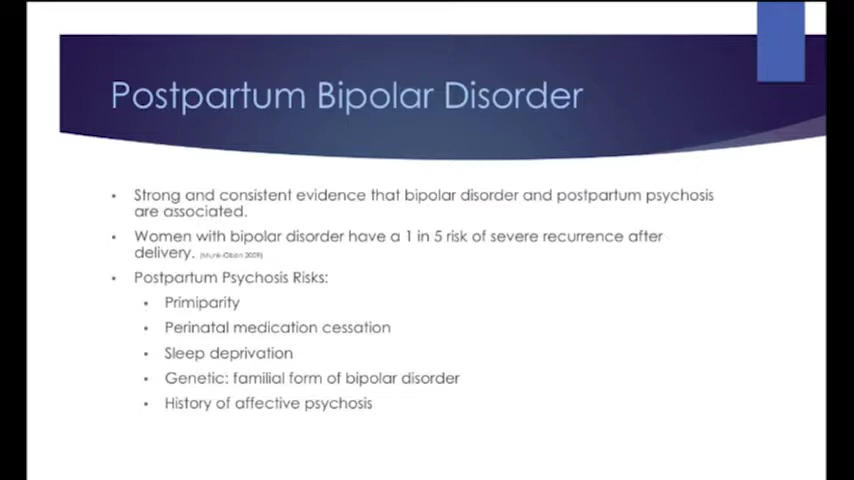 Postpartum Bipolar Disorder
• Strong and consistent evidence that bipolar disorder and postpartum psychosis
are associated.
• Women with bipolar disorder have a 1 in 5 risk of severe recurrence after
delivery. (Munk-Olsen 2009)
• Postpartum Psychosis Risks:
• Primiparity
• Perinatal medication cessation
• Sleep deprivation
• Genetic: familial form of bipolar disorder
• History of affective psychosis